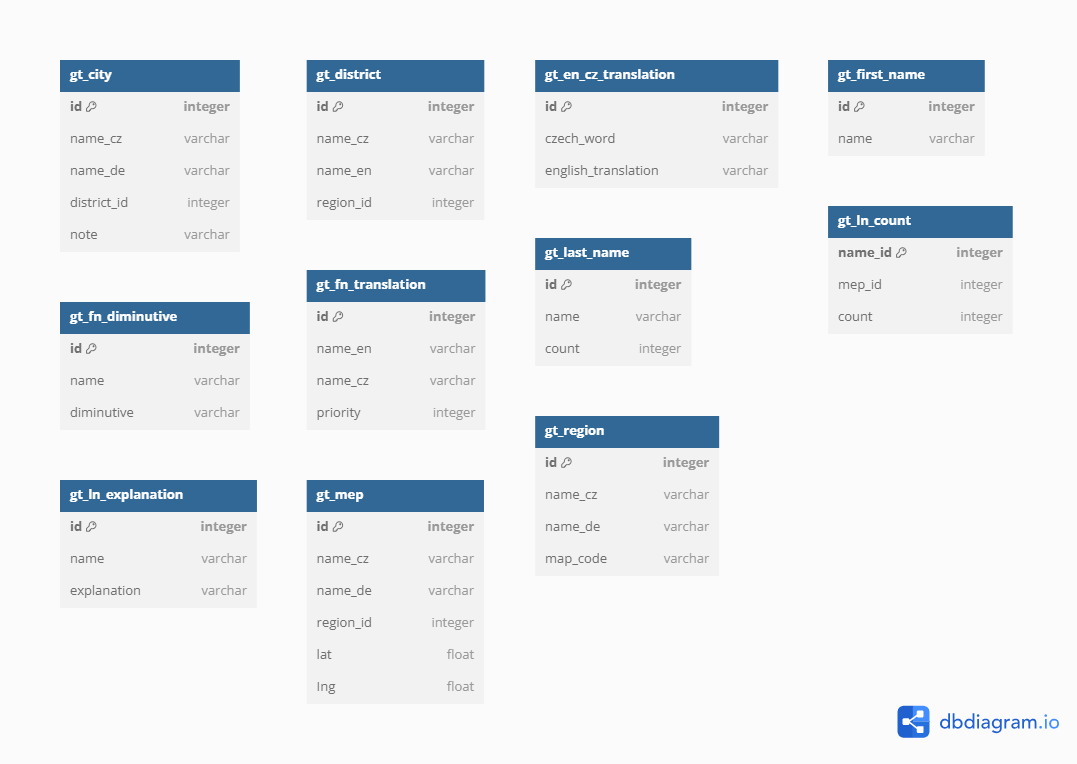 gt_city
id integer
name_cz varchar
name_de varchar
district_id integer
note varchar
gt_district
id integer
name_cz varchar
name_en varchar
region_id integer
gt_en_cz_translation
id integer
czech_word varchar
english_translation varchar
gt_first_name
id integer
name varchar
gt_ln_count
name_id integer
mep_id integer
count integer
gt_last_name
id integer
name varchar
count integer
gt_fn_translation
id integer
name_en varchar
name_cz varchar
priority integer
gt_fn_diminutive
id integer
name varchar
diminutive varchar
gt_region
id integer
name_cz varchar
name_de varchar
map_code varchar
gt_ln_explanation
id integer
name varchar
explanation varchar
gt_mep
id integer
name_cz varchar
name_de varchar
region_id integer
lat float
lng float
dbdiagram.io